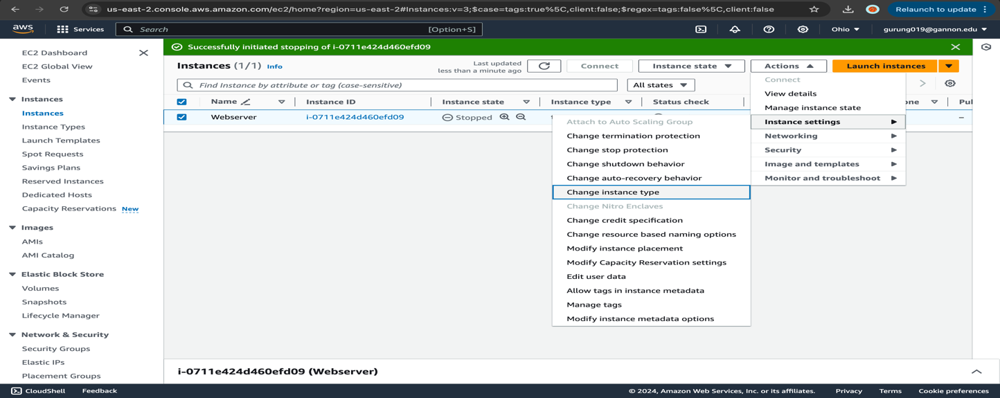 us-east-2.console.aws.amazon.com/ec2/home?region=us-east-2#Instances:v=3;$case=tags:true%5C,client:false;$regex=tags:false%5C,client:false
Relaunch to update
aws
Services
Search
[Option+S]
Ohio
gurung019@gannon.edu
EC2 Dashboard
EC2 Global View
Events
Instances
Instances
Instance Types
Launch Templates
Spot Requests
Savings Plans
Reserved Instances
Dedicated Hosts
Capacity Reservations New
Images
AMIs
AMI Catalog
Elastic Block Store
Volumes
Snapshots
Lifecycle Manager
Network & Security
Security Groups
Elastic IPs
Placement Groups
Successfully initiated stopping of i-0711e424d460efd09
Instances (1/1) Info
Last updated
less than a minute ago
Connect
Instance state
Actions
Launch instances
Find Instance by attribute or tag (case-sensitive)
All states
Name
Instance ID
Instance state
Instance type
Status check
one
Pu
Webserver
i-0711e424d460efd09
Stopped
–
Connect
View details
Manage instance state
Instance settings
Networking
Security
Image and templates
Monitor and troubleshoot
Attach to Auto Scaling Group
Change termination protection
Change stop protection
Change shutdown behavior
Change auto-recovery behavior
Change instance type
Change Nitro Enclaves
Change credit specification
Change resource based naming options
Modify instance placement
Modify Capacity Reservation settings
Edit user data
Allow tags in instance metadata
Manage tags
Modify instance metadata options
i-0711e424d460efd09 (Webserver)
CloudShell
Feedback
© 2024, Amazon Web Services, Inc. or its affiliates.
Privacy
Terms
Cookie preferences